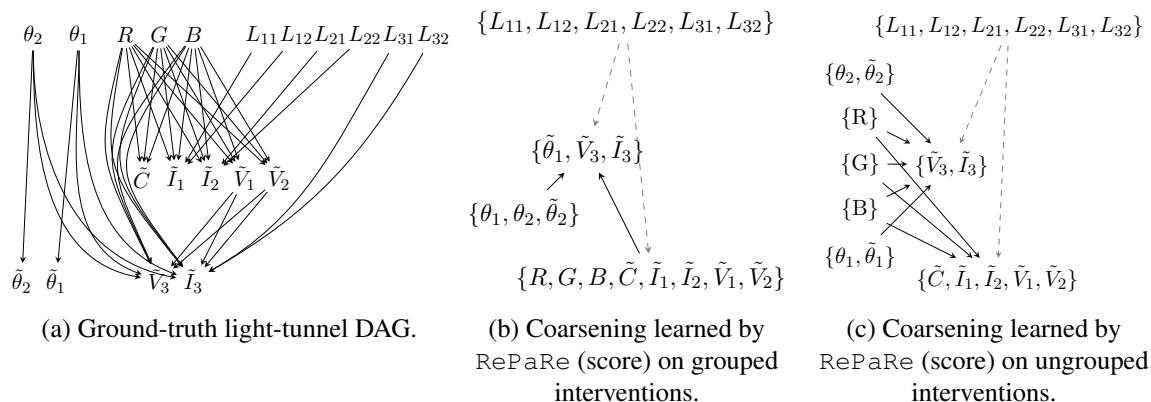 θ₂ θ₁ R G B L₁₁ L₁₂ L₂₁ L₂₂ L₃₁ L₃₂
C̃ Ĩ₁ Ĩ₂ Ṽ₁ Ṽ₂
θ̃₂ θ̃₁ Ṽ₃ Ĩ₃
(a) Ground-truth light-tunnel DAG.
{L₁₁, L₁₂, L₂₁, L₂₂, L₃₁, L₃₂}
{θ̃₁, Ṽ₃, Ĩ₃}
{θ₁, θ₂, θ̃₂}
{R, G, B, C̃, Ĩ₁, Ĩ₂, Ṽ₁, Ṽ₂}
(b) Coarsening learned by
RePaRe (score) on grouped
interventions.
{L₁₁, L₁₂, L₂₁, L₂₂, L₃₁, L₃₂}
{θ₂, θ̃₂}
{R}
{G} {Ṽ₃, Ĩ₃}
{B}
{θ₁, θ̃₁}
{C̃, Ĩ₁, Ĩ₂, Ṽ₁, Ṽ₂}
(c) Coarsening learned by
RePaRe (score) on ungrouped
interventions.